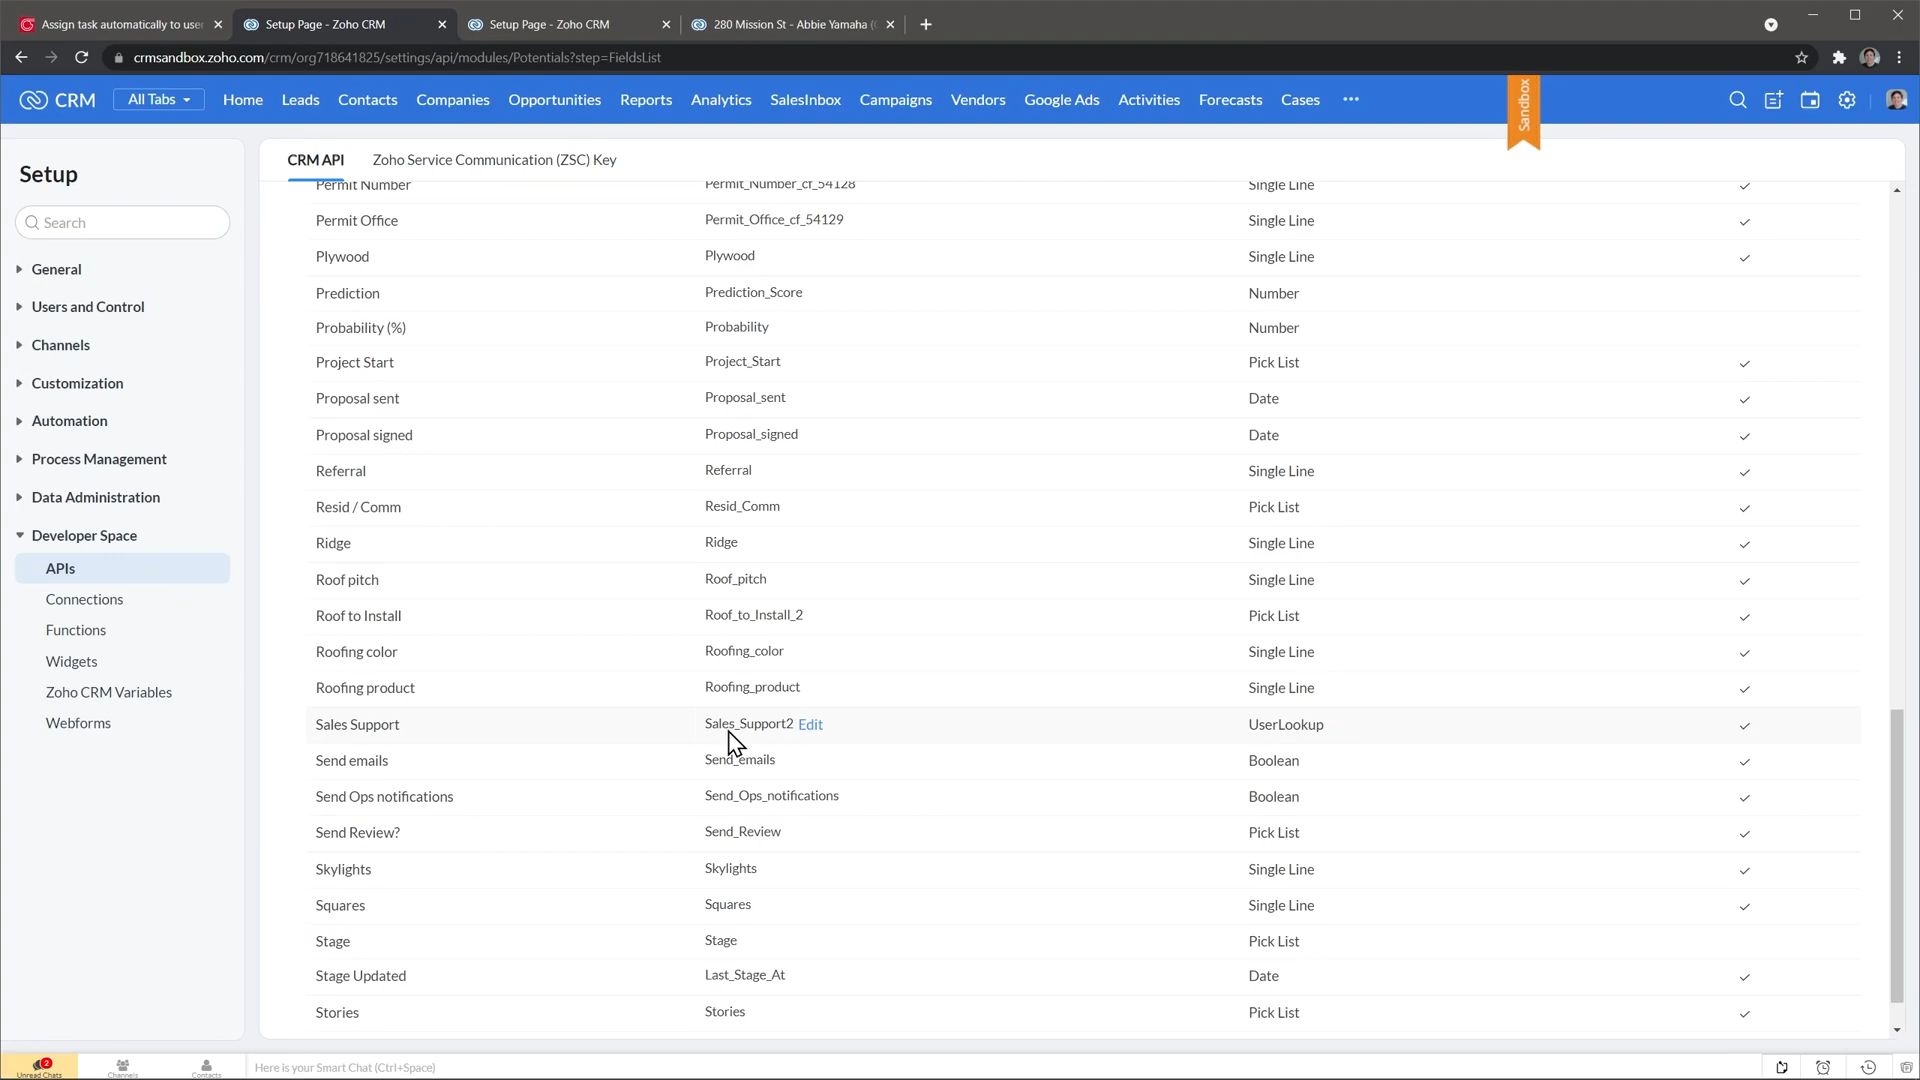 Assign task automatically to user
Setup Page - Zoho CRM
Setup Page - Zoho CRM
280 Mission St - Abbie Yamaha (
crmsandbox.zoho.com/crm/org718641825/settings/api/modules/Potentials?step=FieldsList
CRM
All Tabs
Home
Leads
Contacts
Companies
Opportunities
Reports
Analytics
SalesInbox
Campaigns
Vendors
Google Ads
Activities
Forecasts
Cases
Sandbox
Setup
Search
General
Users and Control
Channels
Customization
Automation
Process Management
Data Administration
Developer Space
APIs
Connections
Functions
Widgets
Zoho CRM Variables
Webforms
CRM API
Zoho Service Communication (ZSC) Key
Permit Number Permit_Number_cf_54128 Single Line
Permit Office Permit_Office_cf_54129 Single Line
Plywood Plywood Single Line
Prediction Prediction_Score Number
Probability (%) Probability Number
Project Start Project_Start Pick List
Proposal sent Proposal_sent Date
Proposal signed Proposal_signed Date
Referral Referral Single Line
Resid / Comm Resid_Comm Pick List
Ridge Ridge Single Line
Roof pitch Roof_pitch Single Line
Roof to Install Roof_to_Install_2 Pick List
Roofing color Roofing_color Single Line
Roofing product Roofing_product Single Line
Sales Support Sales_Support2 Edit UserLookup
Send emails Send_emails Boolean
Send Ops notifications Send_Ops_notifications Boolean
Send Review? Send_Review Pick List
Skylights Skylights Single Line
Squares Squares Single Line
Stage Stage Pick List
Stage Updated Last_Stage_At Date
Stories Stories Pick List
2
Unread Chats
Channels
Contacts
Here is your Smart Chat (Ctrl+Space)